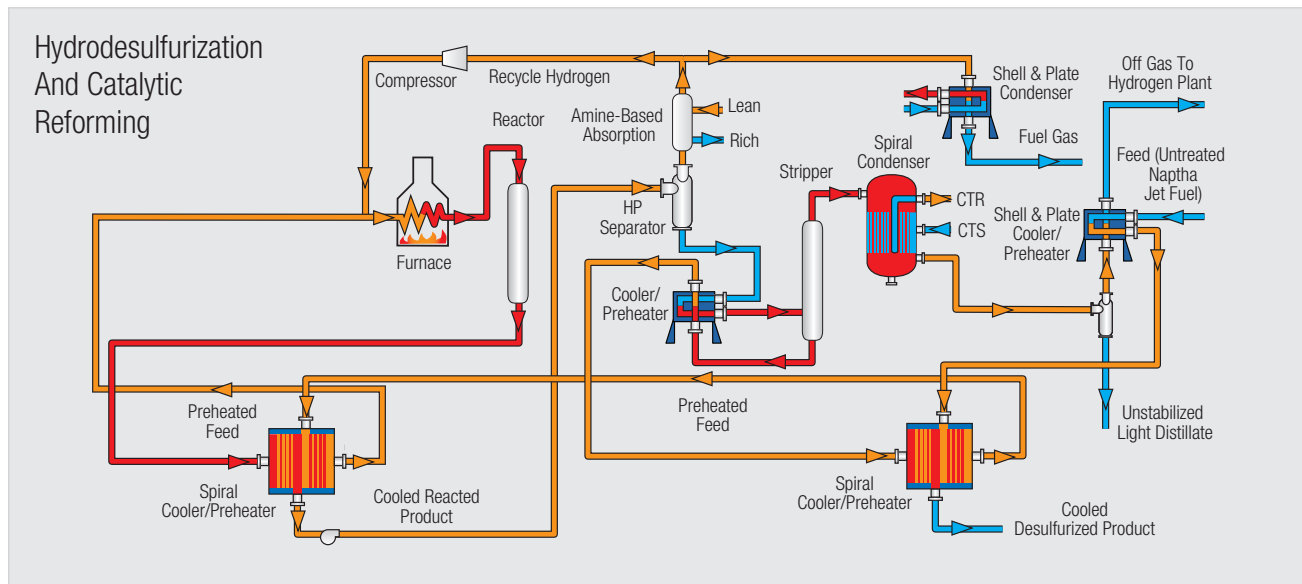 Hydrodesulfurization
And Catalytic
Reforming
Compressor
Recycle Hydrogen
Reactor
Amine-Based
Absorption
Lean
Rich
Shell & Plate
Condenser
Fuel Gas
Off Gas To
Hydrogen Plant
Feed (Untreated
Naptha
Jet Fuel)
Spiral
Condenser
Stripper
CTR
CTS
Shell & Plate
Cooler/
Preheater
HP
Separator
Furnace
Cooler/
Preheater
Preheated
Feed
Preheated
Feed
Unstabilized
Light Distillate
Spiral
Cooler/Preheater
Cooled Reacted
Product
Spiral
Cooler/Preheater
Cooled
Desulfurized Product